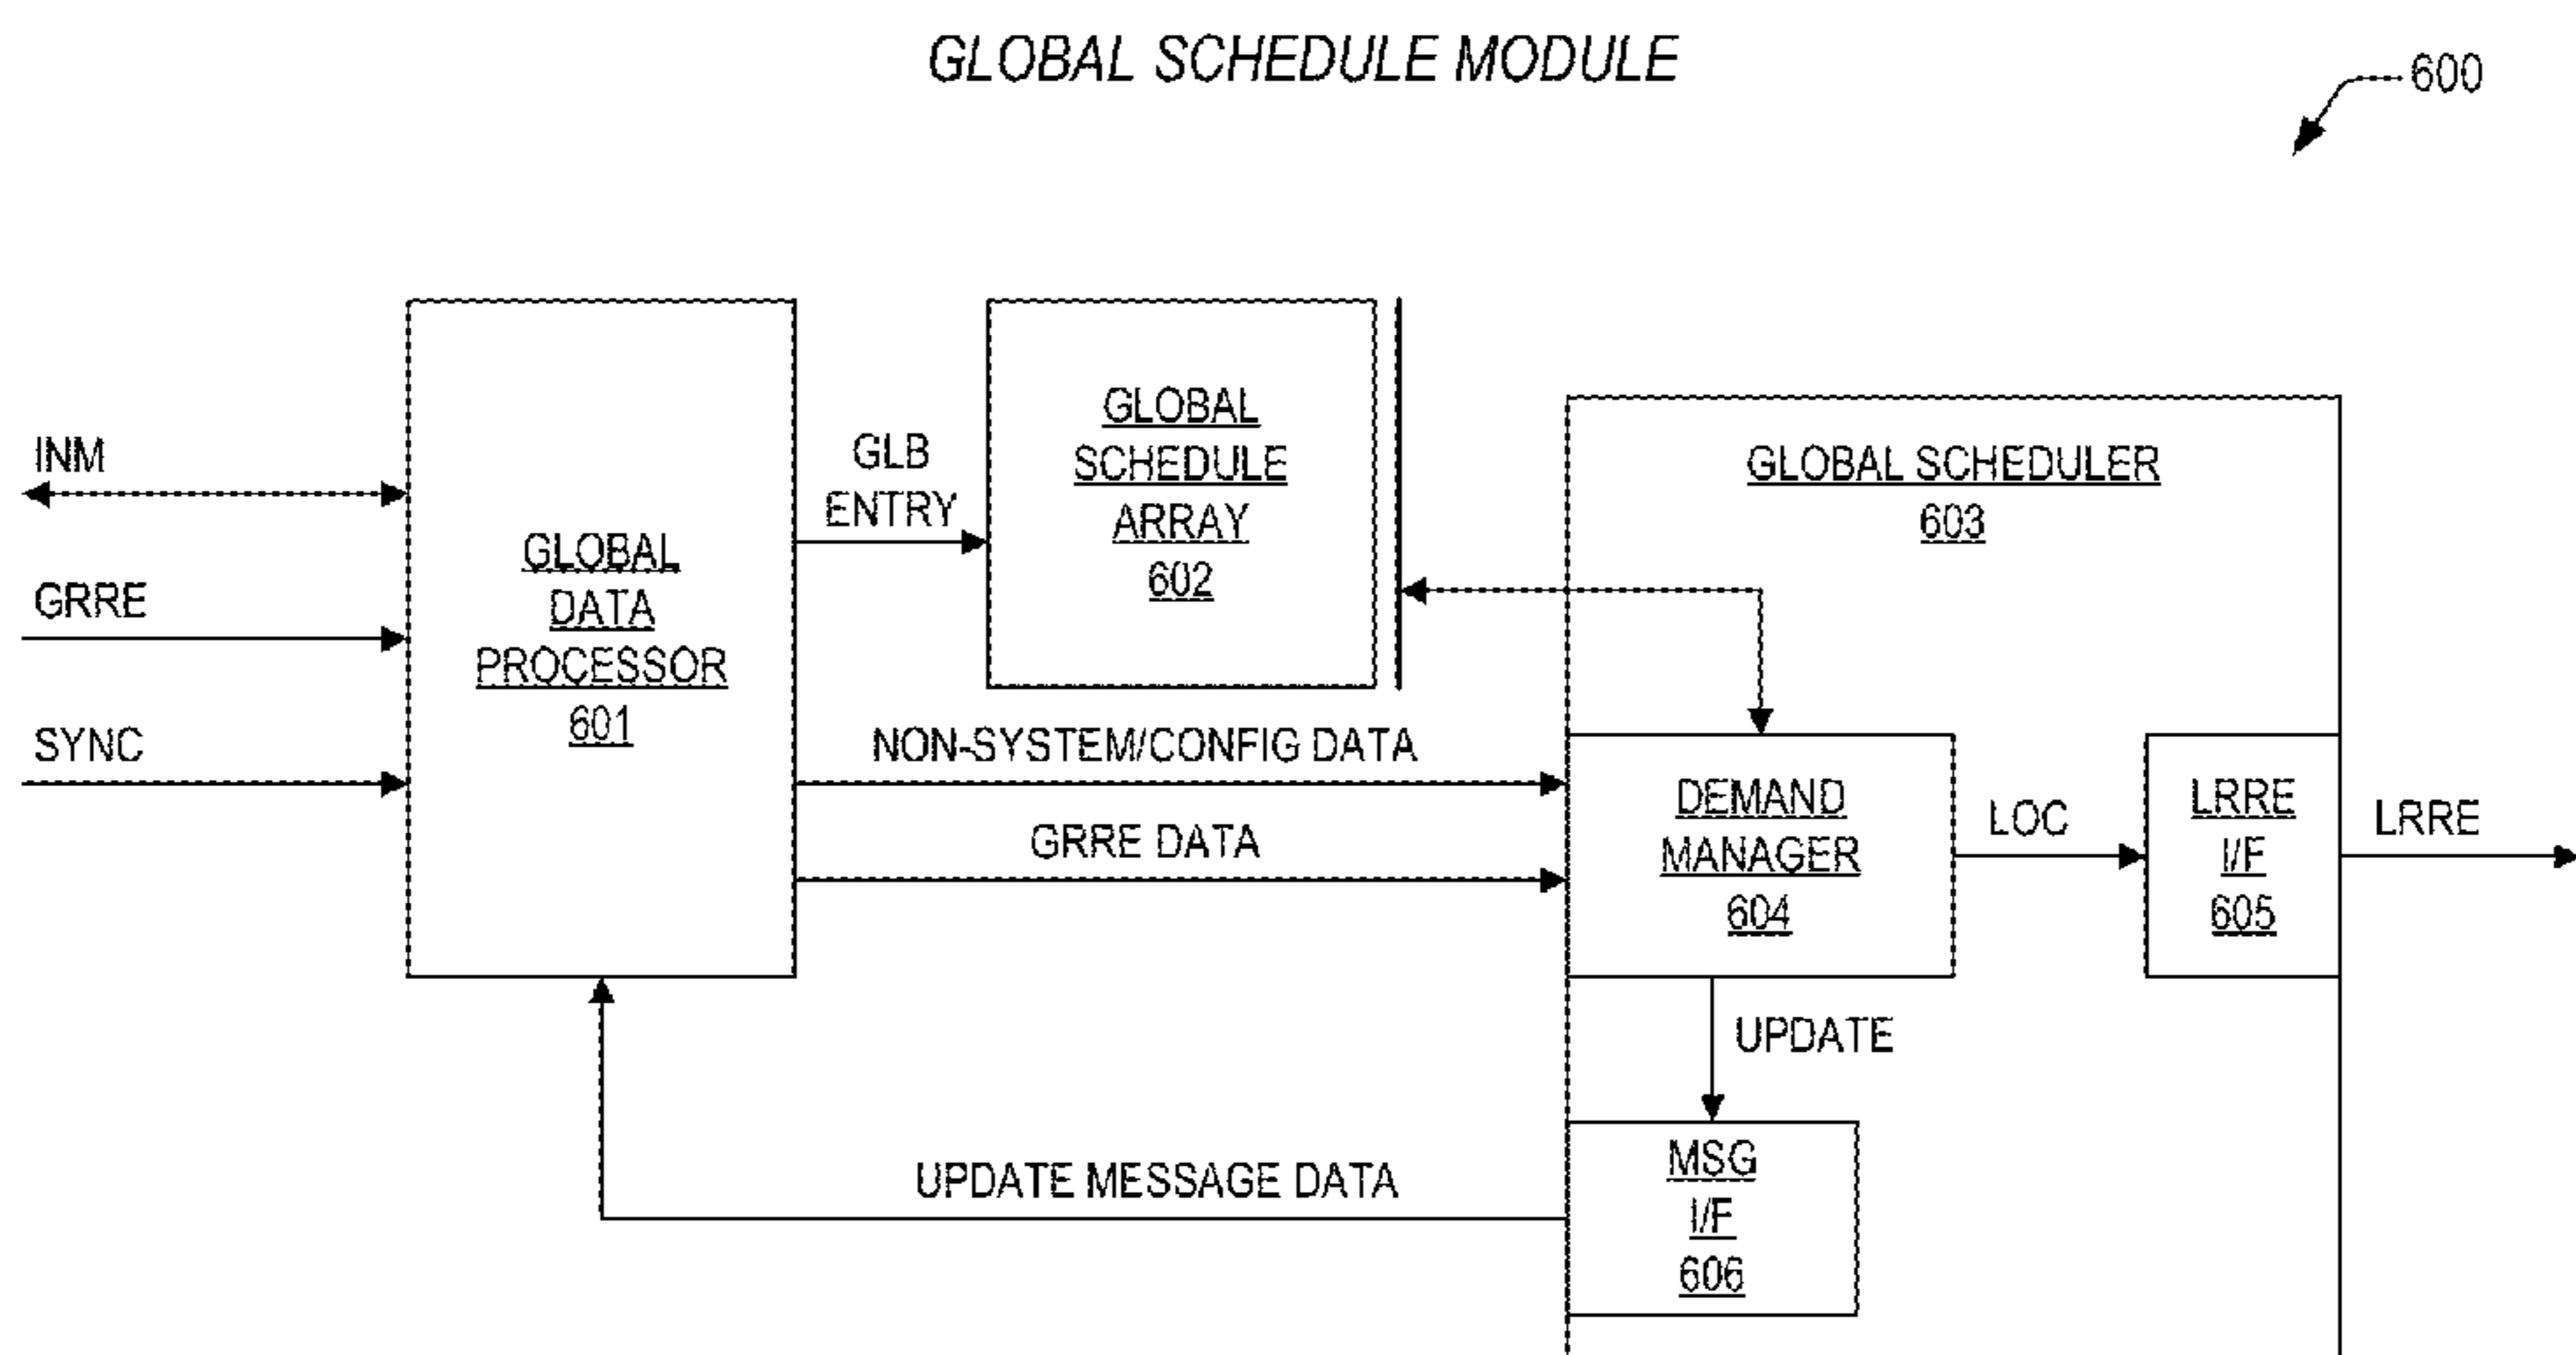 GLOBAL SCHEDULE MODULE
600
INM
GRRE
SYNC
GLOBAL
DATA
PROCESSOR
601
GLB
ENTRY
GLOBAL
SCHEDULE
ARRAY
602
GLOBAL SCHEDULER
603
NON-SYSTEM/CONFIG DATA
GRRE DATA
DEMAND
MANAGER
604
LOC
LRRE
I/F
605
LRRE
UPDATE
UPDATE MESSAGE DATA
MSG
I/F
606